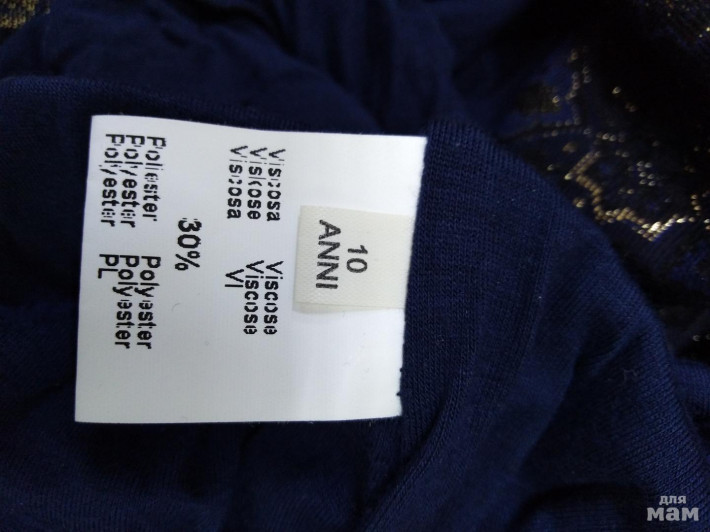 10
ANNI
Viscosa Viscose
Viskose Viscose
Viscosa VI
30%
Poliester Polyester
Polyester Polyester
Polyester PL
для
мам